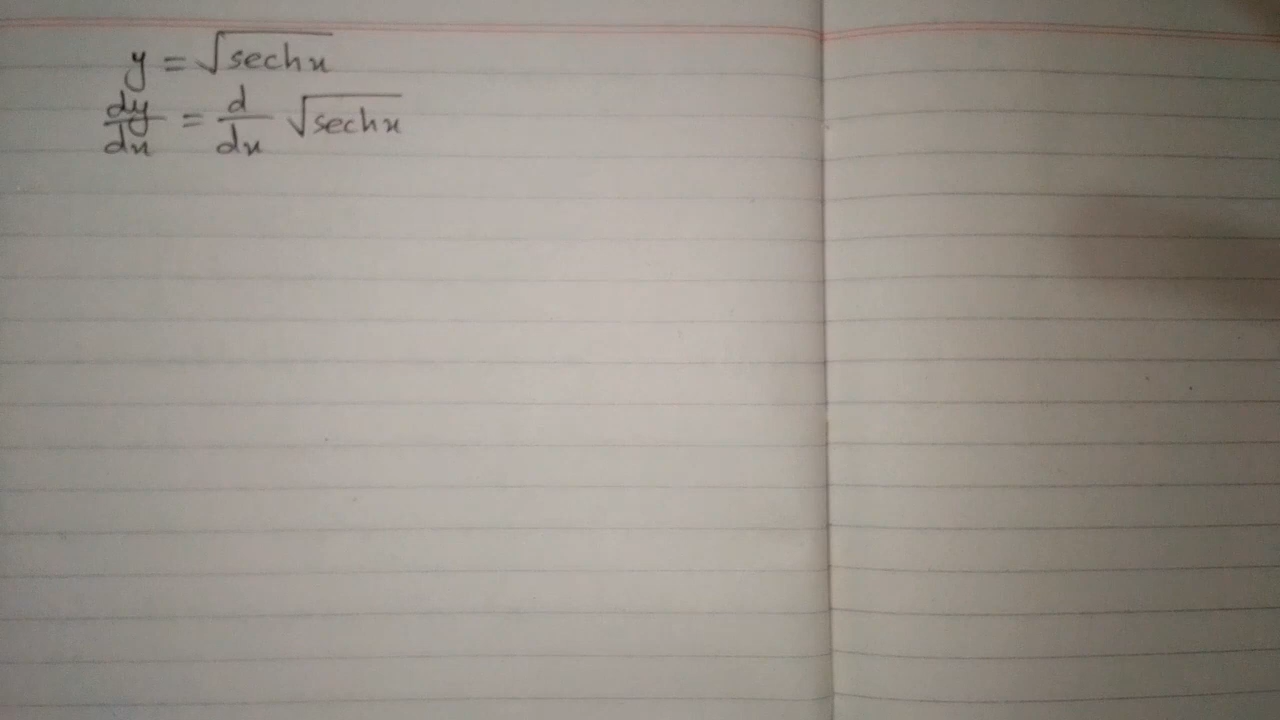 y = √sechx
dy/dx = d/dx √sechx